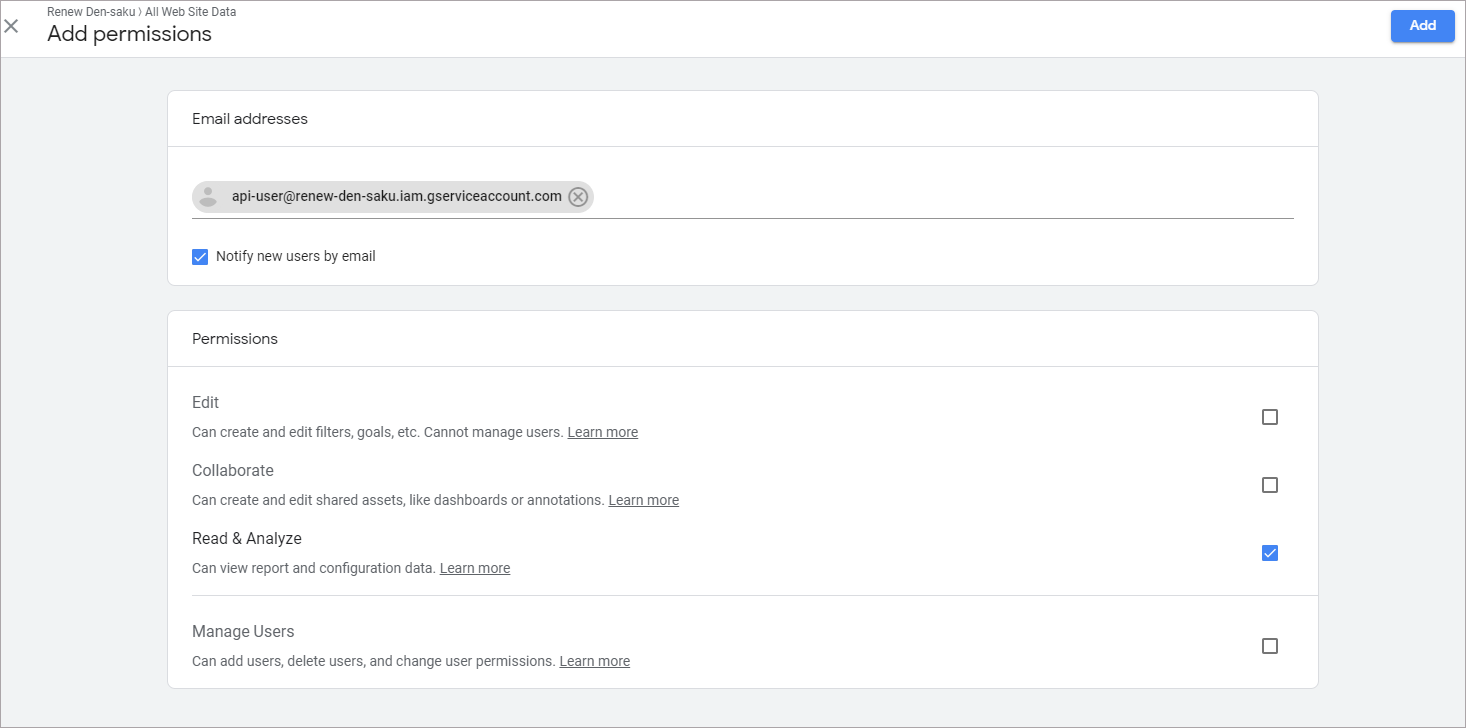 Renew Den-saku 〉 All Web Site Data
Add permissions
Add
Email addresses
api-user@renew-den-saku.iam.gserviceaccount.com
Notify new users by email
Permissions
Edit
Can create and edit filters, goals, etc. Cannot manage users. Learn more
Collaborate
Can create and edit shared assets, like dashboards or annotations. Learn more
Read & Analyze
Can view report and configuration data. Learn more
Manage Users
Can add users, delete users, and change user permissions. Learn more